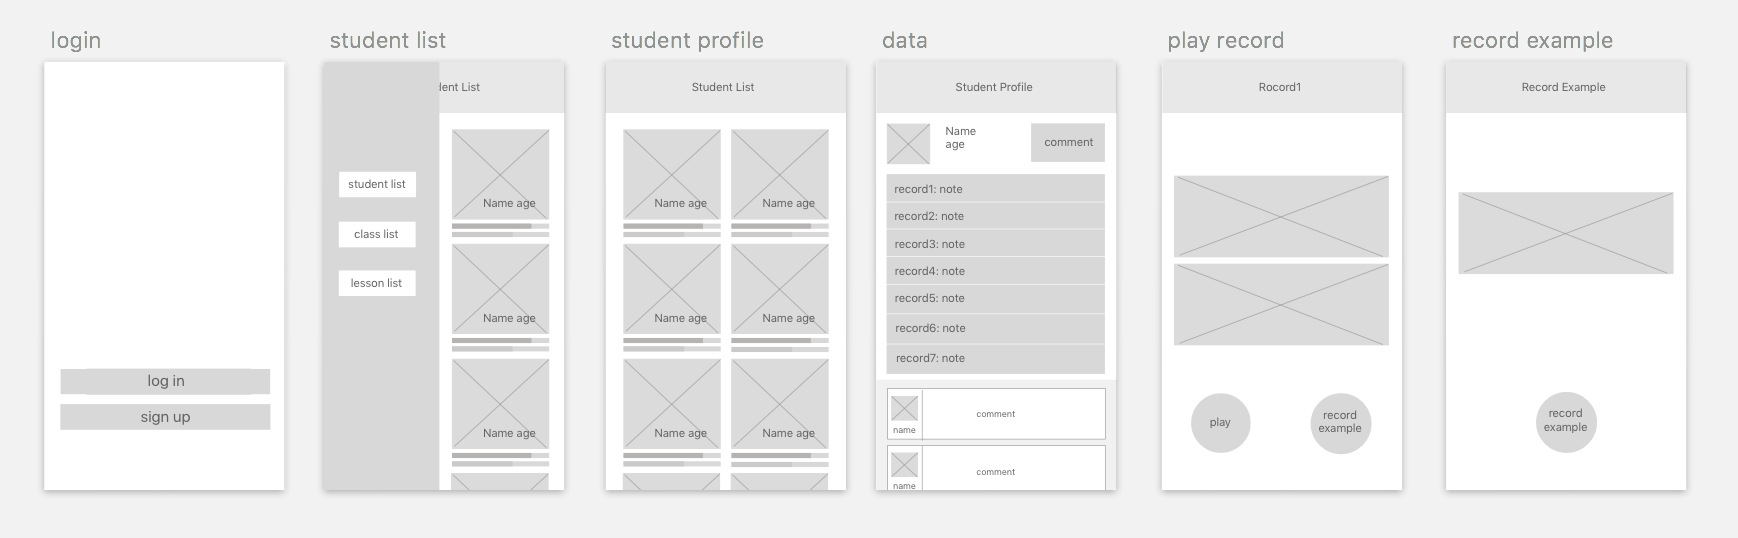 login
student list
student profile
data
play record
record example
log in
sign up
dent List
student list
class list
lesson list
Name age
Name age
Name age
Student List
Name age
Name age
Name age
Name age
Name age
Name age
Student Profile
Name
age
comment
record1: note
record2: note
record3: note
record4: note
record5: note
record6: note
record7: note
comment
name
comment
name
Rocord1
play
record
example
Record Example
record
example